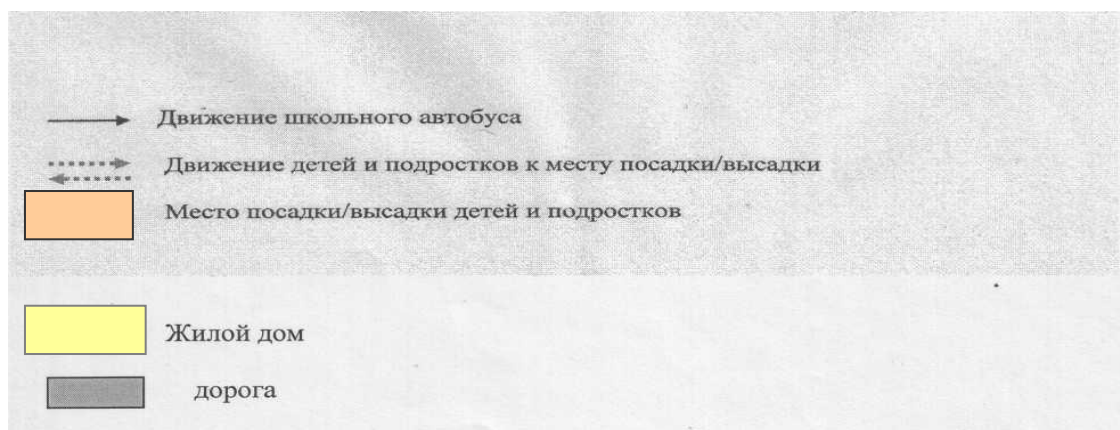 Движение школьного автобуса
Движение детей и подростков к месту посадки/высадки
Место посадки/высадки детей и подростков
Жилой дом
дорога